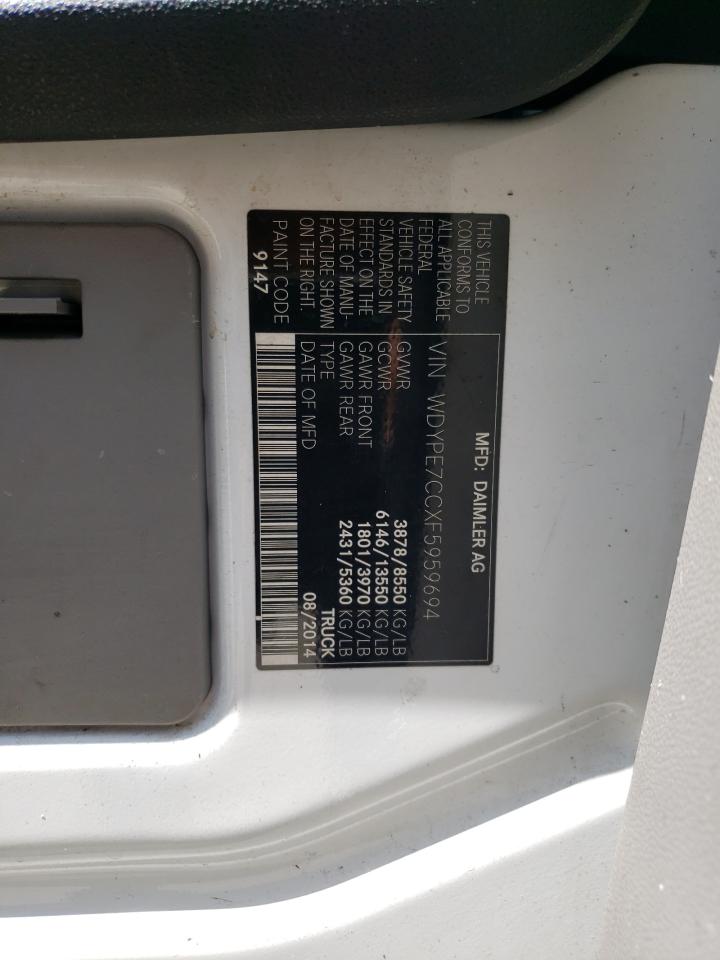 MFD: DAIMLER AG
THIS VEHICLE
CONFORMS TO
ALL APPLICABLE
FEDERAL
VEHICLE SAFETY
STANDARDS IN
EFFECT ON THE
DATE OF MANU-
FACTURE SHOWN
ON THE RIGHT.
PAINT CODE
9147
VIN WDYPE7CCXF5959694
GVWR 3878/8550 KG/LB
GCWR 6146/13550 KG/LB
GAWR FRONT 1801/3970 KG/LB
GAWR REAR 2431/5360 KG/LB
TYPE TRUCK
DATE OF MFD 08/2014